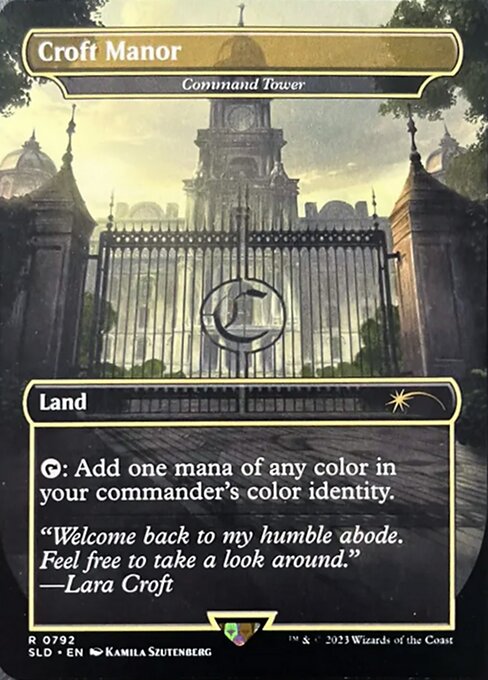 Croft Manor
Command Tower
C
Land
: Add one mana of any color in
your commander's color identity.
“Welcome back to my humble abode.
Feel free to take a look around.”
—Lara Croft
R 0792
SLD • EN Kamila Szutenberg
™ & © 2023 Wizards of the Coast